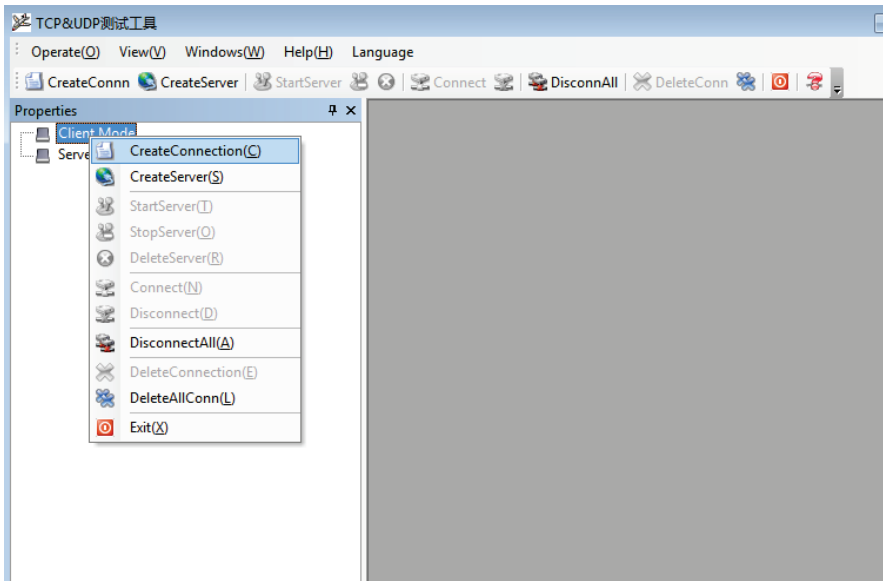 TCP&UDP测试工具
Operate(O) View(V) Windows(W) Help(H) Language
CreateConnn CreateServer StartServer Connect DisconnAll DeleteConn
Properties
Client Mode
Serve
CreateConnection(C)
CreateServer(S)
StartServer(T)
StopServer(O)
DeleteServer(R)
Connect(N)
Disconnect(D)
DisconnectAll(A)
DeleteConnection(E)
DeleteAllConn(L)
Exit(X)